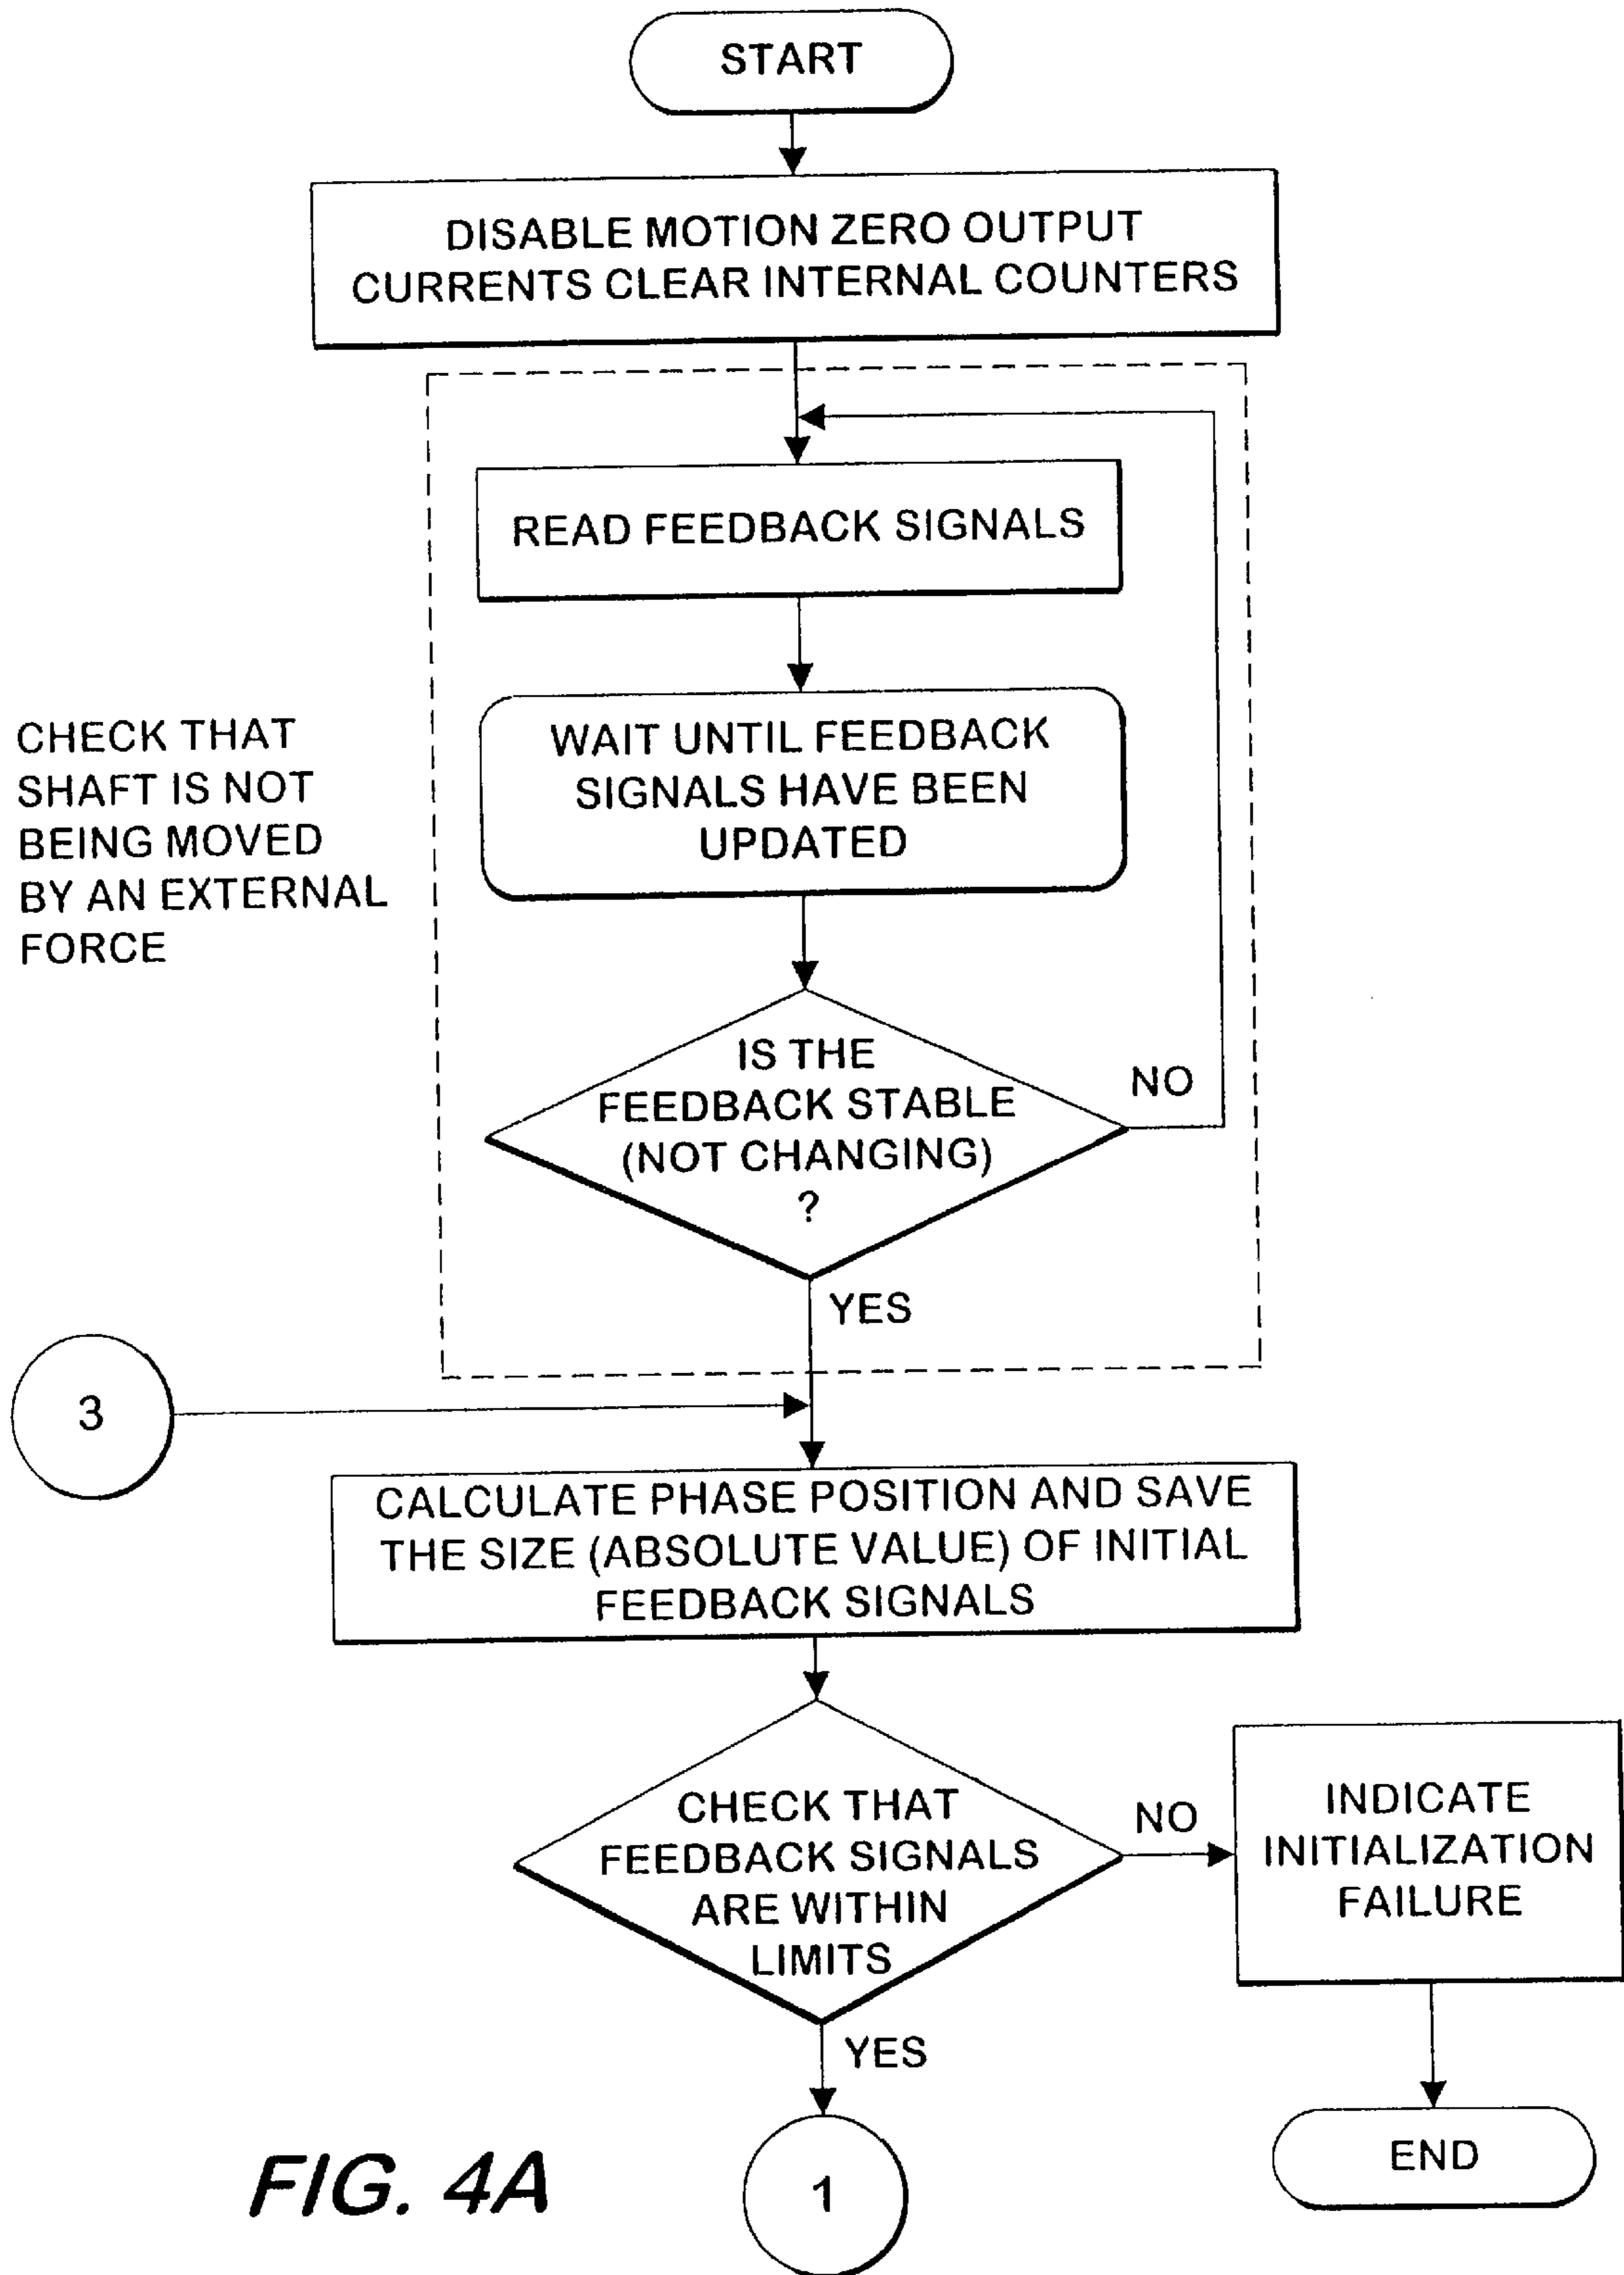 START
DISABLE MOTION ZERO OUTPUT
CURRENTS CLEAR INTERNAL COUNTERS
READ FEEDBACK SIGNALS
WAIT UNTIL FEEDBACK
SIGNALS HAVE BEEN
UPDATED
CHECK THAT
SHAFT IS NOT
BEING MOVED
BY AN EXTERNAL
FORCE
IS THE
FEEDBACK STABLE
(NOT CHANGING)
?
NO
YES
3
CALCULATE PHASE POSITION AND SAVE
THE SIZE (ABSOLUTE VALUE) OF INITIAL
FEEDBACK SIGNALS
CHECK THAT
FEEDBACK SIGNALS
ARE WITHIN
LIMITS
NO
INDICATE
INITIALIZATION
FAILURE
YES
END
1
FIG. 4A